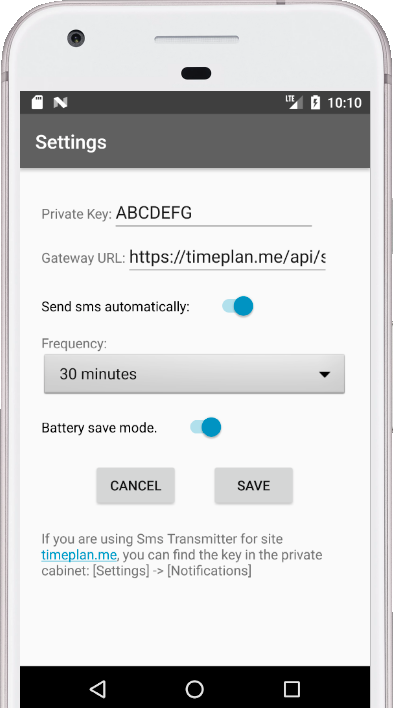 LTE 10:10
Settings
Private Key: ABCDEFG
Gateway URL: https://timeplan.me/api/s
Send sms automatically:
Frequency:
30 minutes
Battery save mode.
CANCEL SAVE
If you are using Sms Transmitter for site
timeplan.me, you can find the key in the private
cabinet: [Settings] -> [Notifications]